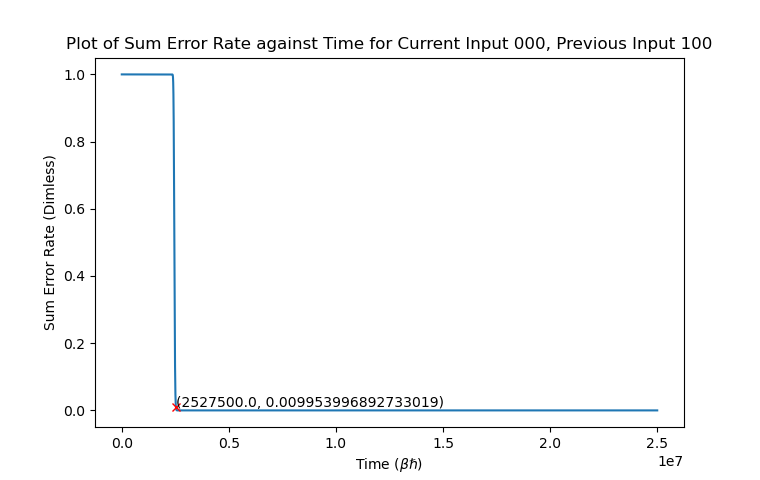 Plot of Sum Error Rate against Time for Current Input 000, Previous Input 100
Sum Error Rate (Dimless)
1.0
0.8
0.6
0.4
0.2
0.0
(2527500.0, 0.009953996892733019)
0.0 0.5 1.0 1.5 2.0 2.5
1e7
Time (βħ)